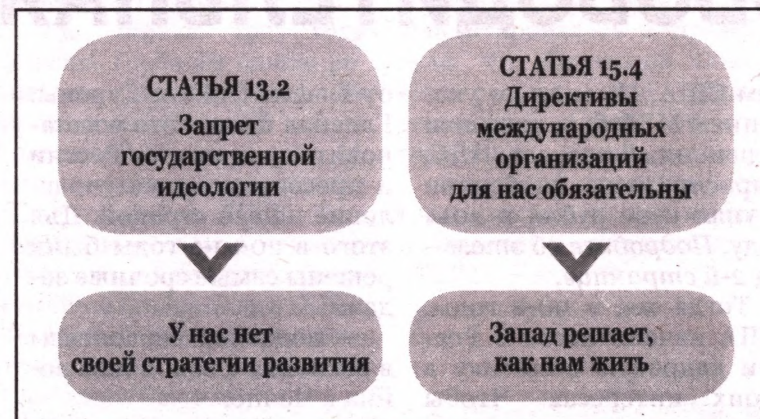 СТАТЬЯ 13.2
Запрет
государственной
идеологии
У нас нет
своей стратегии развития
СТАТЬЯ 15.4
Директивы
международных
организаций
для нас обязательны
Запад решает,
как нам жить